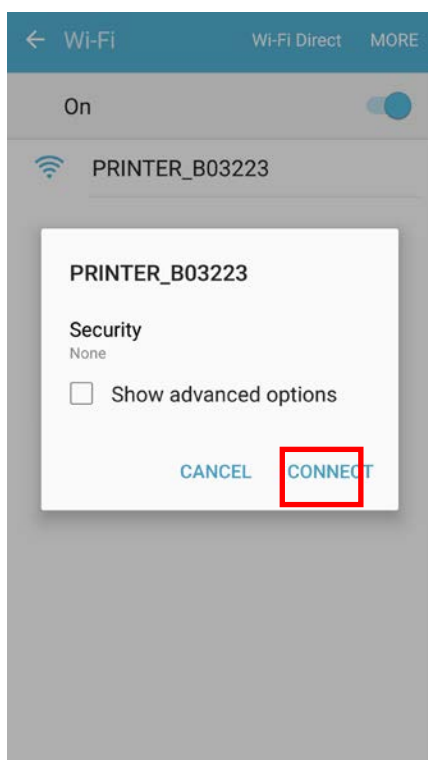 Wi-Fi Wi-Fi Direct MORE
On
PRINTER_B03223
PRINTER_B03223
Security
None
Show advanced options
CANCEL CONNECT